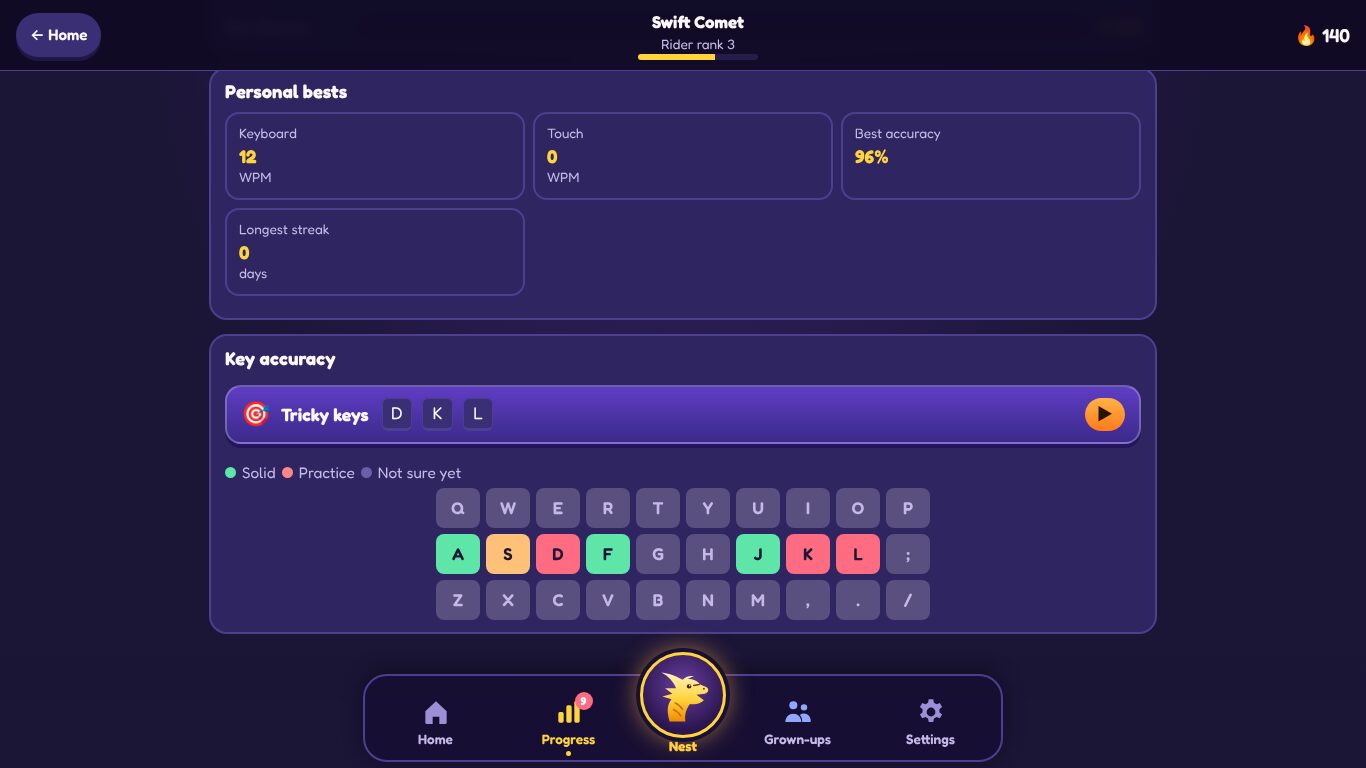 ← Home
Swift Comet
Rider rank 3
140
Personal bests
Keyboard
12
WPM
Touch
0
WPM
Best accuracy
96%
Longest streak
0
days
Key accuracy
Tricky keys D K L
Solid Practice Not sure yet
Q W E R T Y U I O P
A S D F G H J K L ;
Z X C V B N M , . /
Home
Progress
9
Nest
Grown-ups
Settings